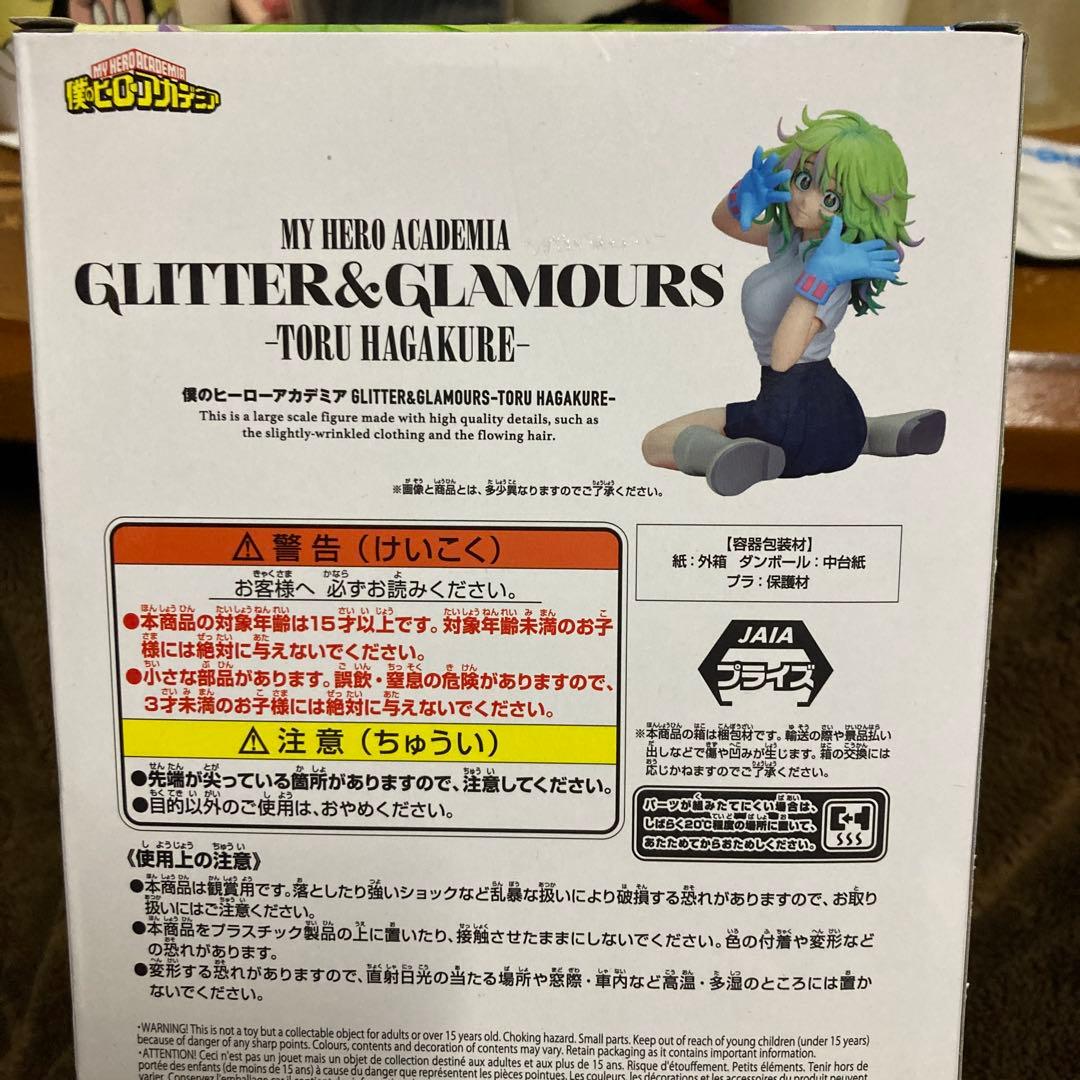 MY HERO ACADEMIA
僕のヒーローアカデミア
MY HERO ACADEMIA
GLITTER&GLAMOURS
-TORU HAGAKURE-
僕のヒーローアカデミア GLITTER&GLAMOURS-TORU HAGAKURE-
This is a large scale figure made with high quality details, such as
the slightly-wrinkled clothing and the flowing hair.
※画像と商品とは、多少異なりますのでご了承ください。
⚠警告(けいこく)
お客様へ 必ずお読みください。
●本商品の対象年齢は15才以上です。対象年齢未満のお子
様には絶対に与えないでください。
●小さな部品があります。誤飲・窒息の危険がありますので、
3才未満のお子様には絶対に与えないでください。
⚠注意(ちゅうい)
●先端が尖っている箇所がありますので、注意してください。
●目的以外のご使用は、おやめください。
【容器包装材】
紙:外箱 ダンボール:中台紙
プラ:保護材
JAIA
プライズ
※本商品の箱は梱包材です。輸送の際や景品払い
出しなどで傷や凹みが生じます。箱の交換には
応じかねますのでご了承ください。
パーツが組みたてにくい場合は、
しばらく20℃程度の場所に置いて、
あたためてからおためしください。
《使用上の注意》
●本商品は観賞用です。落としたり強いショックなど乱暴な扱いにより破損する恐れがありますので、お取り
扱いにはご注意ください。
●本商品をプラスチック製品の上に置いたり、接触させたままにしないでください。色の付着や変形など
の恐れがあります。
●変形する恐れがありますので、直射日光の当たる場所や窓際・車内など高温・多湿のところには置か
ないでください。
•WARNING! This is not a toy but a collectable object for adults or over 15 years old. Choking hazard. Small parts. Keep out of reach of young children (under 15 years)
because of danger of any sharp points. Colours, contents and decoration of contents may vary. Retain packaging as it contains important information.
•ATTENTION! Ceci n'est pas un jouet mais un objet de collection destiné aux adultes et aux plus de 15 ans. Risque d'étouffement. Petits éléments. Tenir hors de
portée des enfants (de moins de 15 ans) à cause du danger que représentent les pièces pointues. Les couleurs, les décorations et les accessoires du produit peuvent